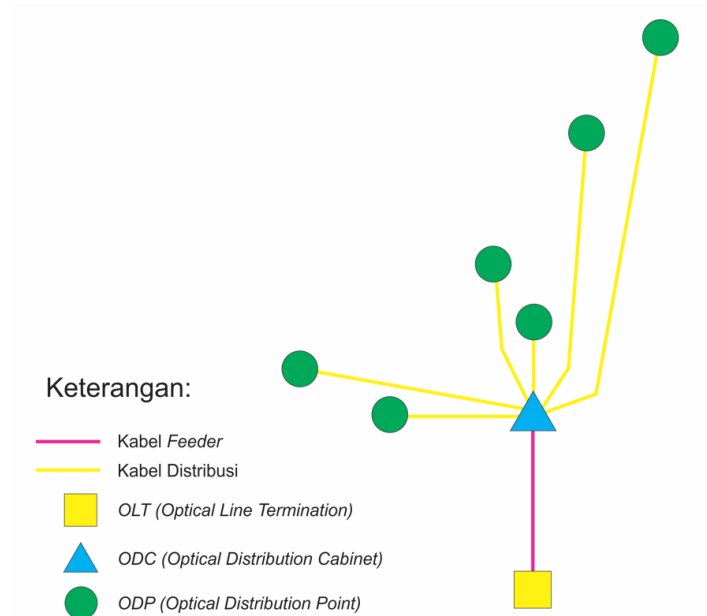 Keterangan:
Kabel Feeder
Kabel Distribusi
OLT (Optical Line Termination)
ODC (Optical Distribution Cabinet)
ODP (Optical Distribution Point)